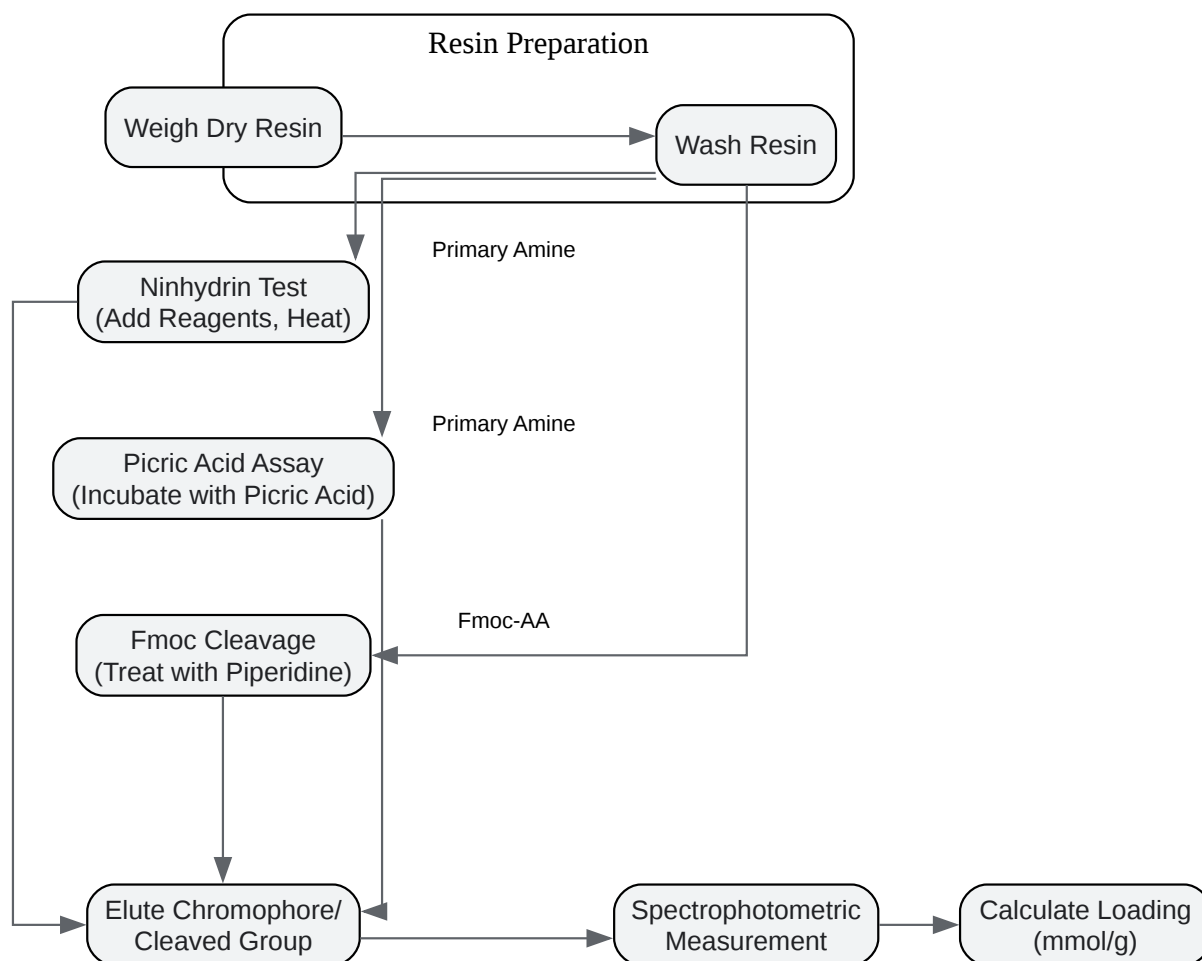 Resin Preparation
Weigh Dry Resin
Wash Resin
Primary Amine
Ninhydrin Test
(Add Reagents, Heat)
Primary Amine
Picric Acid Assay
(Incubate with Picric Acid)
Fmoc-AA
Fmoc Cleavage
(Treat with Piperidine)
Elute Chromophore/
Cleaved Group
Spectrophotometric
Measurement
Calculate Loading
(mmol/g)